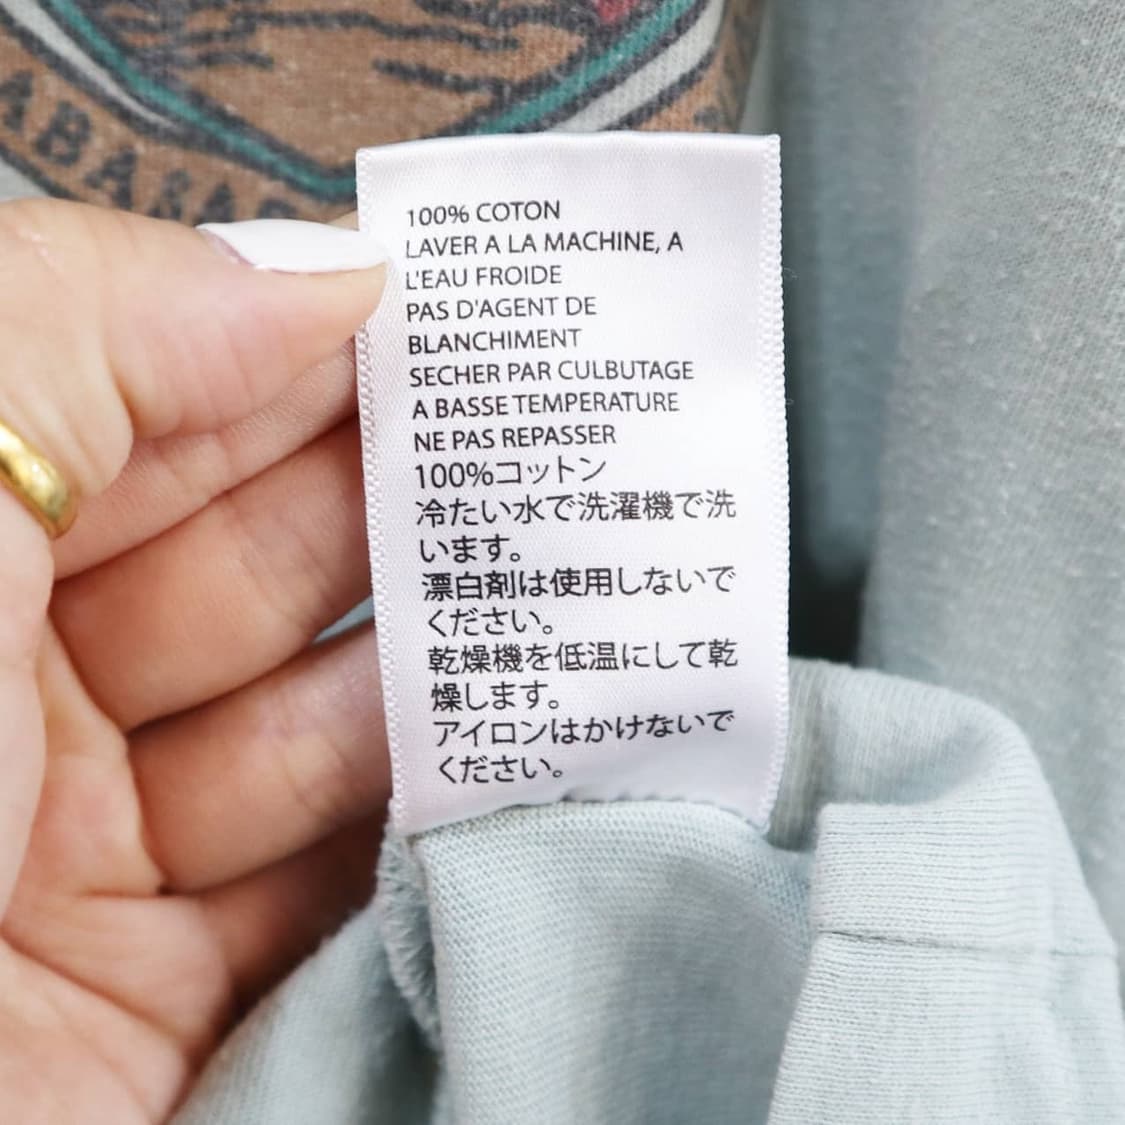 100% COTON
LAVER A LA MACHINE, A
L'EAU FROIDE
PAS D'AGENT DE
BLANCHIMENT
SECHER PAR CULBUTAGE
A BASSE TEMPERATURE
NE PAS REPASSER
100%コットン
冷たい水で洗濯機で洗
います。
漂白剤は使用しないで
ください。
乾燥機を低温にして乾
燥します。
アイロンはかけないで
ください。